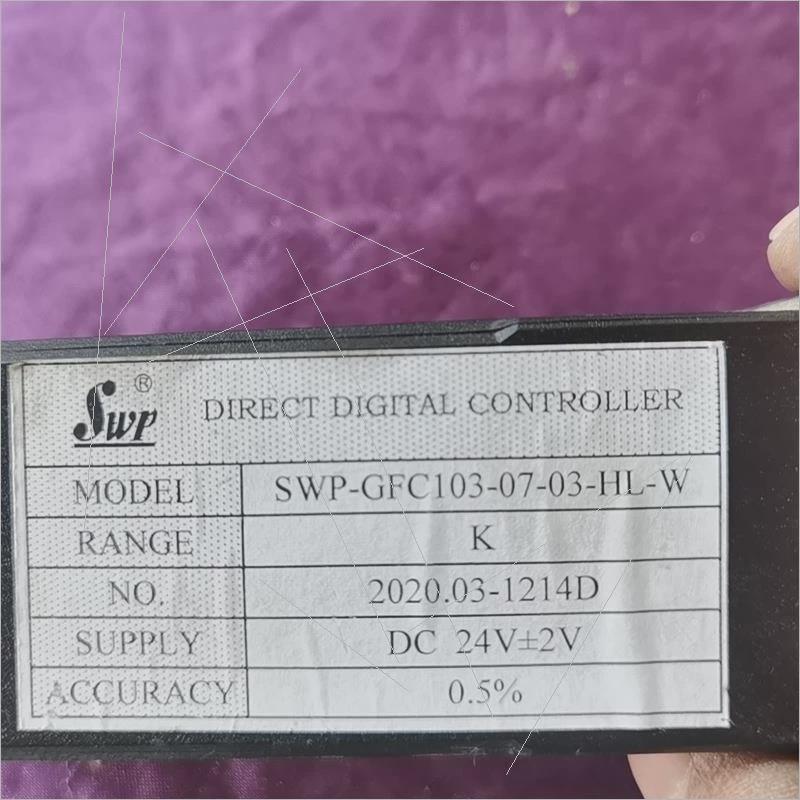 Swp® DIRECT DIGITAL CONTROLLER
MODEL SWP-GFC103-07-03-HL-W
RANGE K
NO. 2020.03-1214D
SUPPLY DC 24V±2V
ACCURACY 0.5%